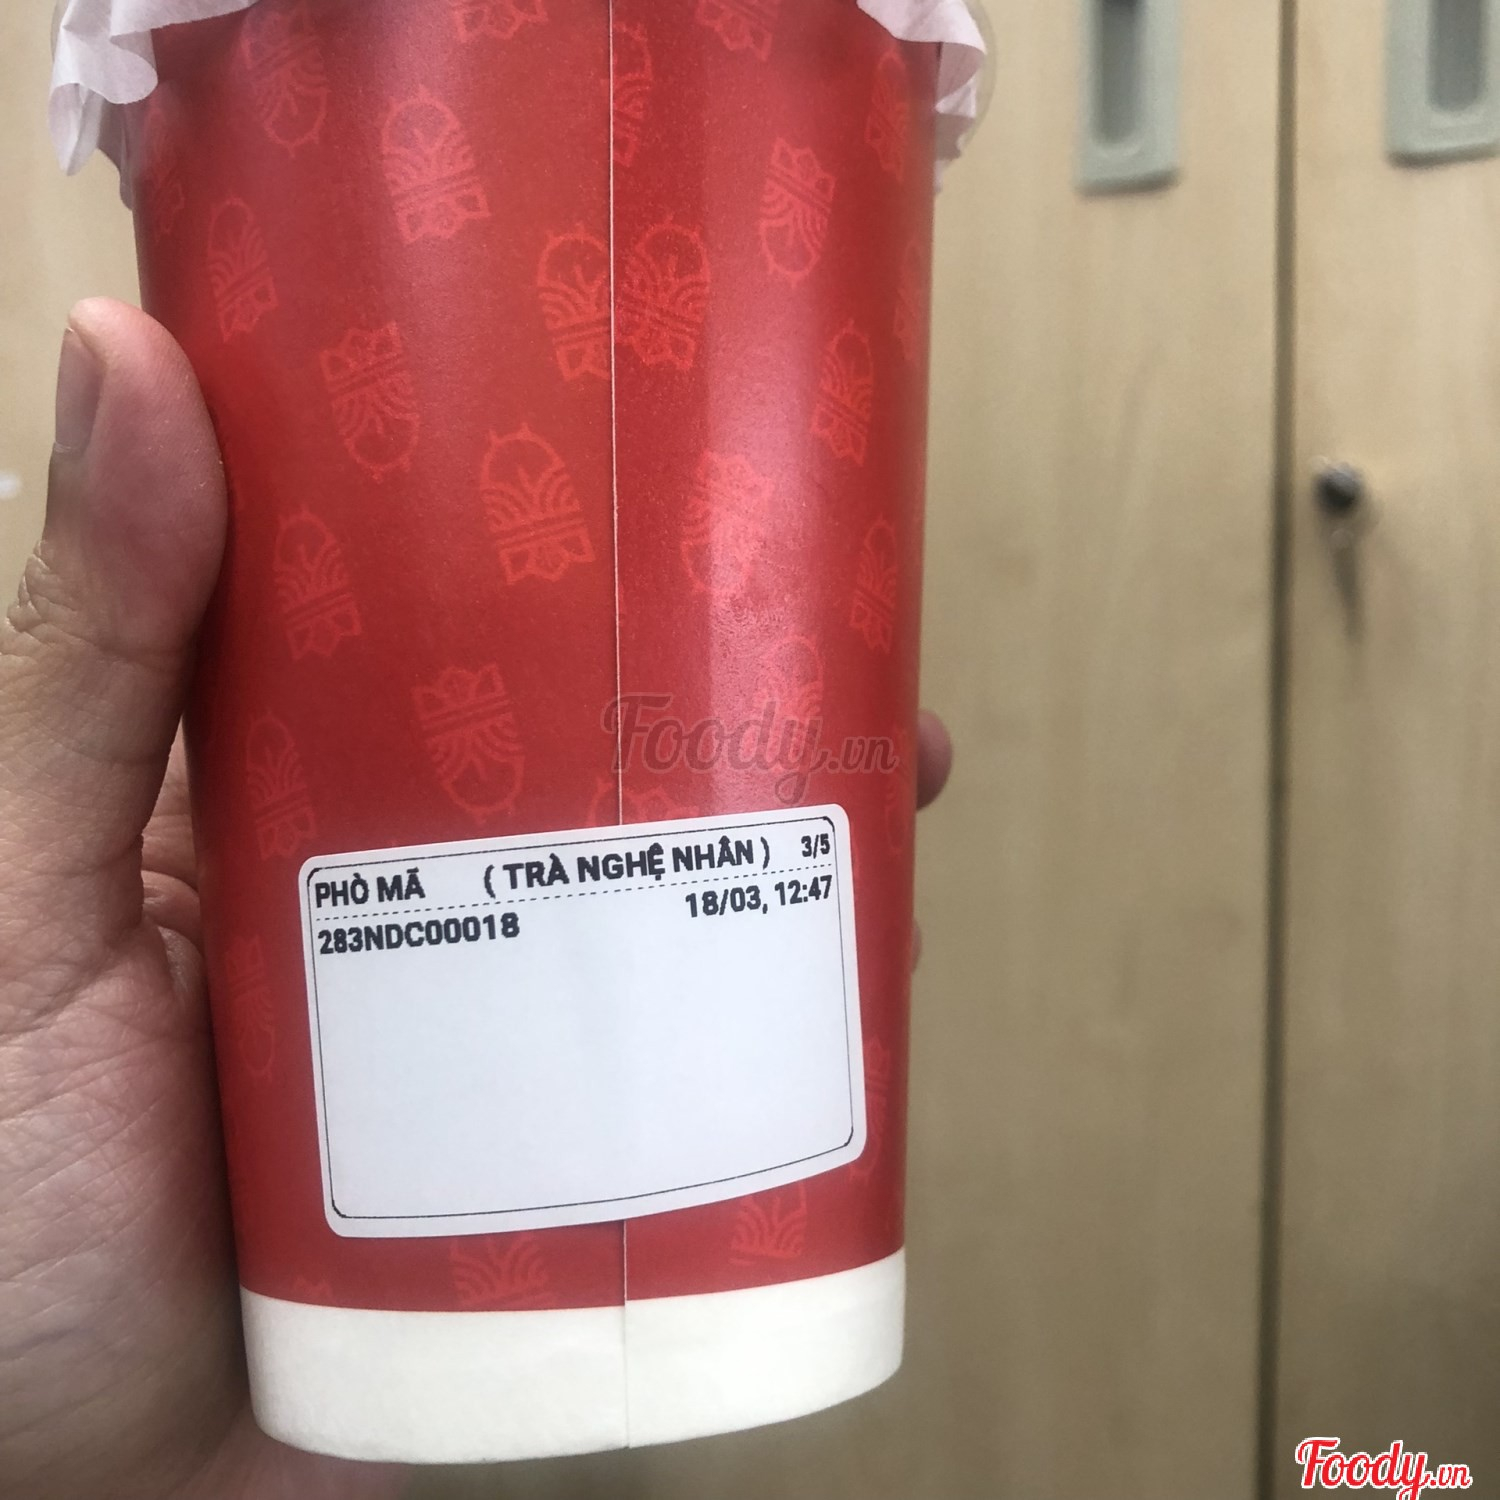 Foody.vn
PHÒ MÃ ( TRÀ NGHỆ NHÂN ) 3/5
283NDC00018 18/03, 12:47
Foody.vn